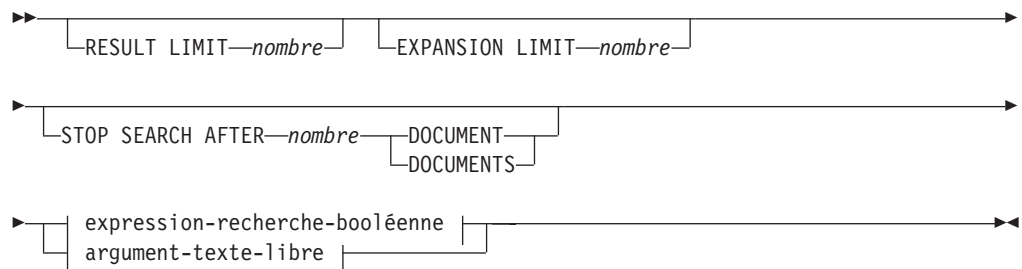 RESULT LIMIT nombre EXPANSION LIMIT nombre
STOP SEARCH AFTER nombre DOCUMENT
DOCUMENTS
expression-recherche-booléenne
argument-texte-libre